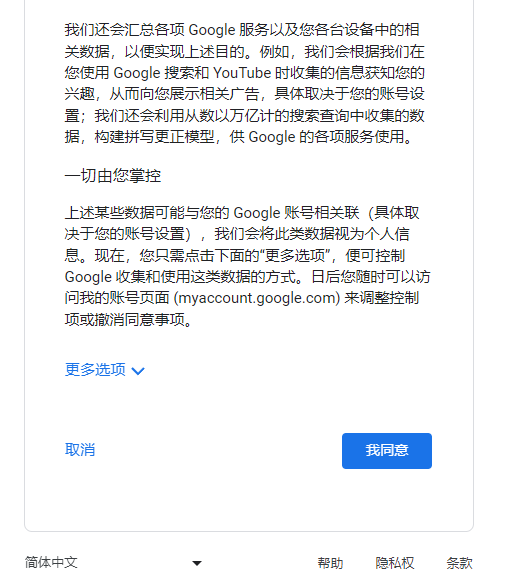 我们还会汇总各项 Google 服务以及您各台设备中的相
关数据，以便实现上述目的。例如，我们会根据我们在
您使用 Google 搜索和 YouTube 时收集的信息获知您的
兴趣，从而向您展示相关广告，具体取决于您的账号设
置；我们还会利用从数以万亿计的搜索查询中收集的数
据，构建拼写更正模型，供 Google 的各项服务使用。
一切由您掌控
上述某些数据可能与您的 Google 账号相关联（具体取
决于您的账号设置），我们会将此类数据视为个人信
息。现在，您只需点击下面的“更多选项”，便可控制
Google 收集和使用这类数据的方式。日后您随时可以访
问我的账号页面 (myaccount.google.com) 来调整控制
项或撤消同意事项。
更多选项
取消
我同意
简体中文
帮助
隐私权
条款